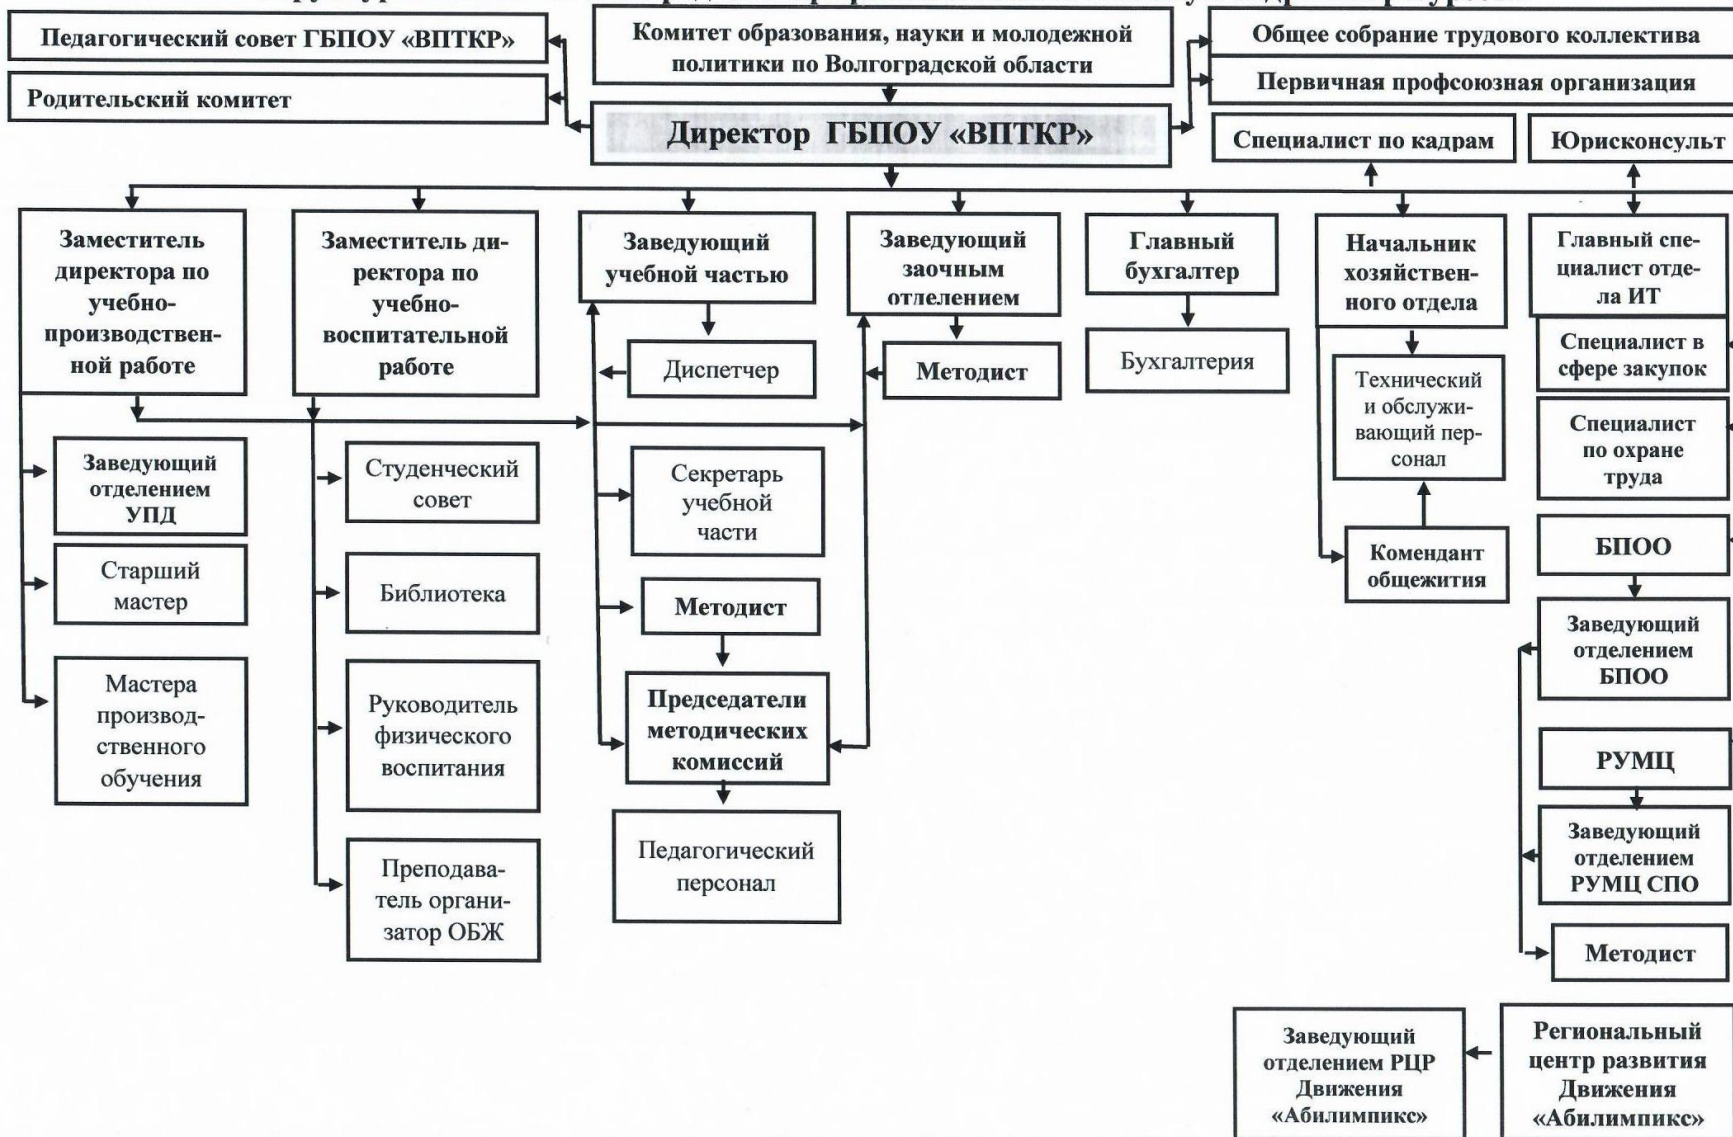 Педагогический совет ГБПОУ «ВПТКР»
Родительский комитет
Комитет образования, науки и молодежной
политики по Волгоградской области
Директор ГБПОУ «ВПТКР»
Общее собрание трудового коллектива
Первичная профсоюзная организация
Специалист по кадрам
Юрисконсульт
Заместитель
директора по
учебно-
производствен-
ной работе
Заведующий
отделением
УПД
Старший
мастер
Мастера
производ-
ственного
обучения
Заместитель ди-
ректора по
учебно-
воспитательной
работе
Студенческий
совет
Библиотека
Руководитель
физического
воспитания
Преподава-
тель органи-
затор ОБЖ
Заведующий
учебной частью
Диспетчер
Секретарь
учебной
части
Методист
Председатели
методических
комиссий
Педагогический
персонал
Заведующий
заочным
отлелением
Методист
Главный
бухгалтер
Бухгалтерия
Начальник
хозяйствен-
ного отдела
Технический
и обслужи-
вающий пер-
сонал
Комендант
общежития
Главный спе-
циалист отде-
ла ИТ
Специалист в
сфере закупок
Специалист
по охране
труда
БПОО
Заведующий
отделением
БПОО
РУМЦ
Заведующий
отделением
РУМЦ СПО
Методист
Заведующий
отделением РЦР
Движения
«Абилимпикс»
Региональный
центр развития
Движения
«Абилимпикс»